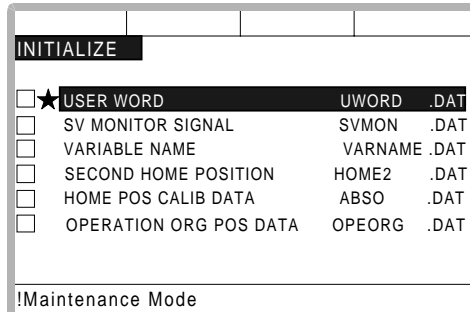 INITIALIZE
★ USER WORD UWORD .DAT
SV MONITOR SIGNAL SVMON .DAT
VARIABLE NAME VARNAME .DAT
SECOND HOME POSITION HOME2 .DAT
HOME POS CALIB DATA ABSO .DAT
OPERATION ORG POS DATA OPEORG .DAT
!Maintenance Mode